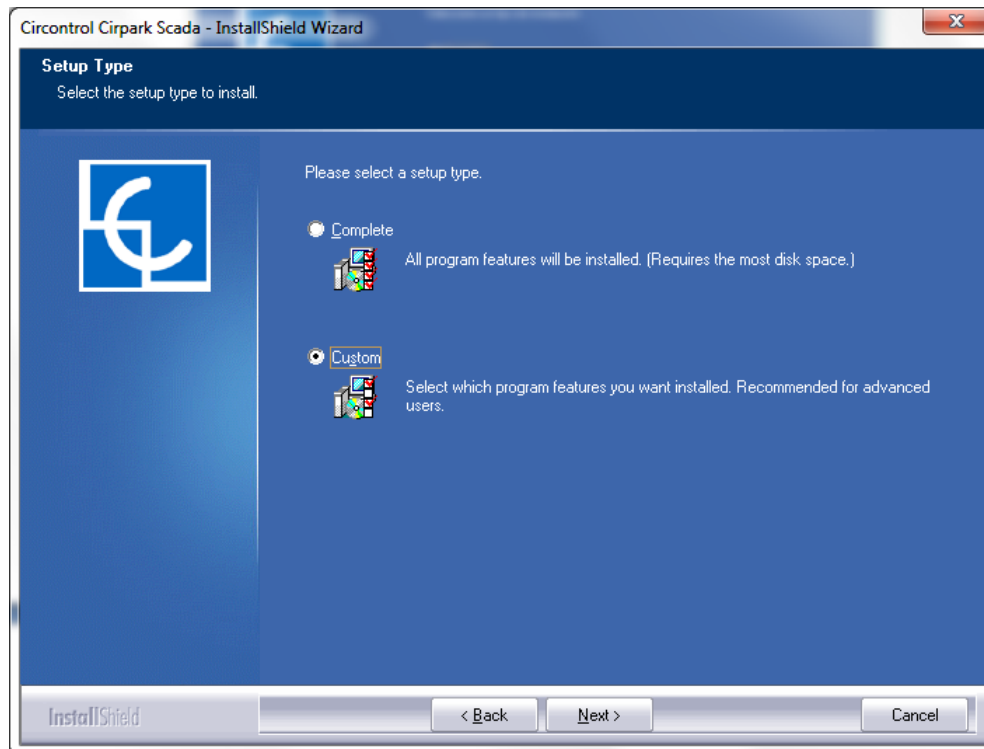 Circontrol Cirpark Scada - InstallShield Wizard
Setup Type
Select the setup type to install.
Please select a setup type.
Complete
All program features will be installed. (Requires the most disk space.)
Custom
Select which program features you want installed. Recommended for advanced
users.
InstallShield
< Back
Next >
Cancel